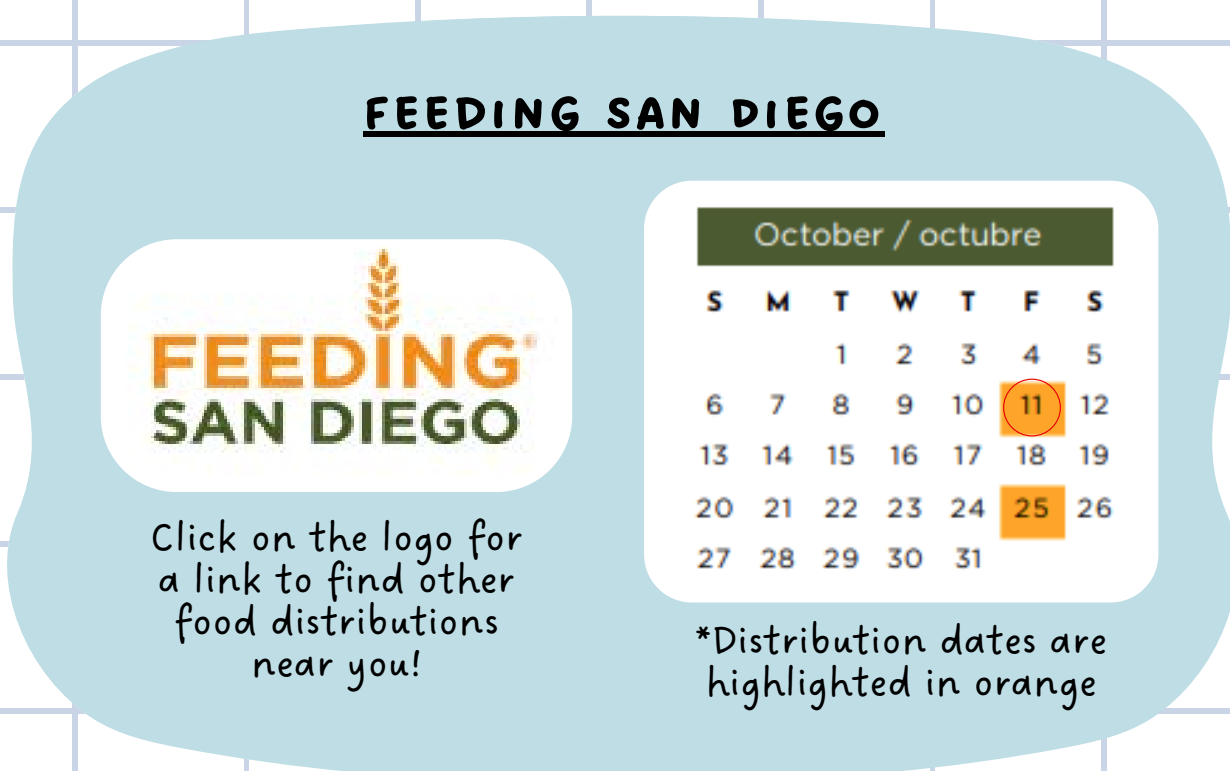 FEEDING SAN DIEGO
FEEDING®
SAN DIEGO
Click on the logo for
a link to find other
food distributions
near you!
October / octubre
S M T W T F S
1 2 3 4 5
6 7 8 9 10 11 12
13 14 15 16 17 18 19
20 21 22 23 24 25 26
27 28 29 30 31
*Distribution dates are
highlighted in orange